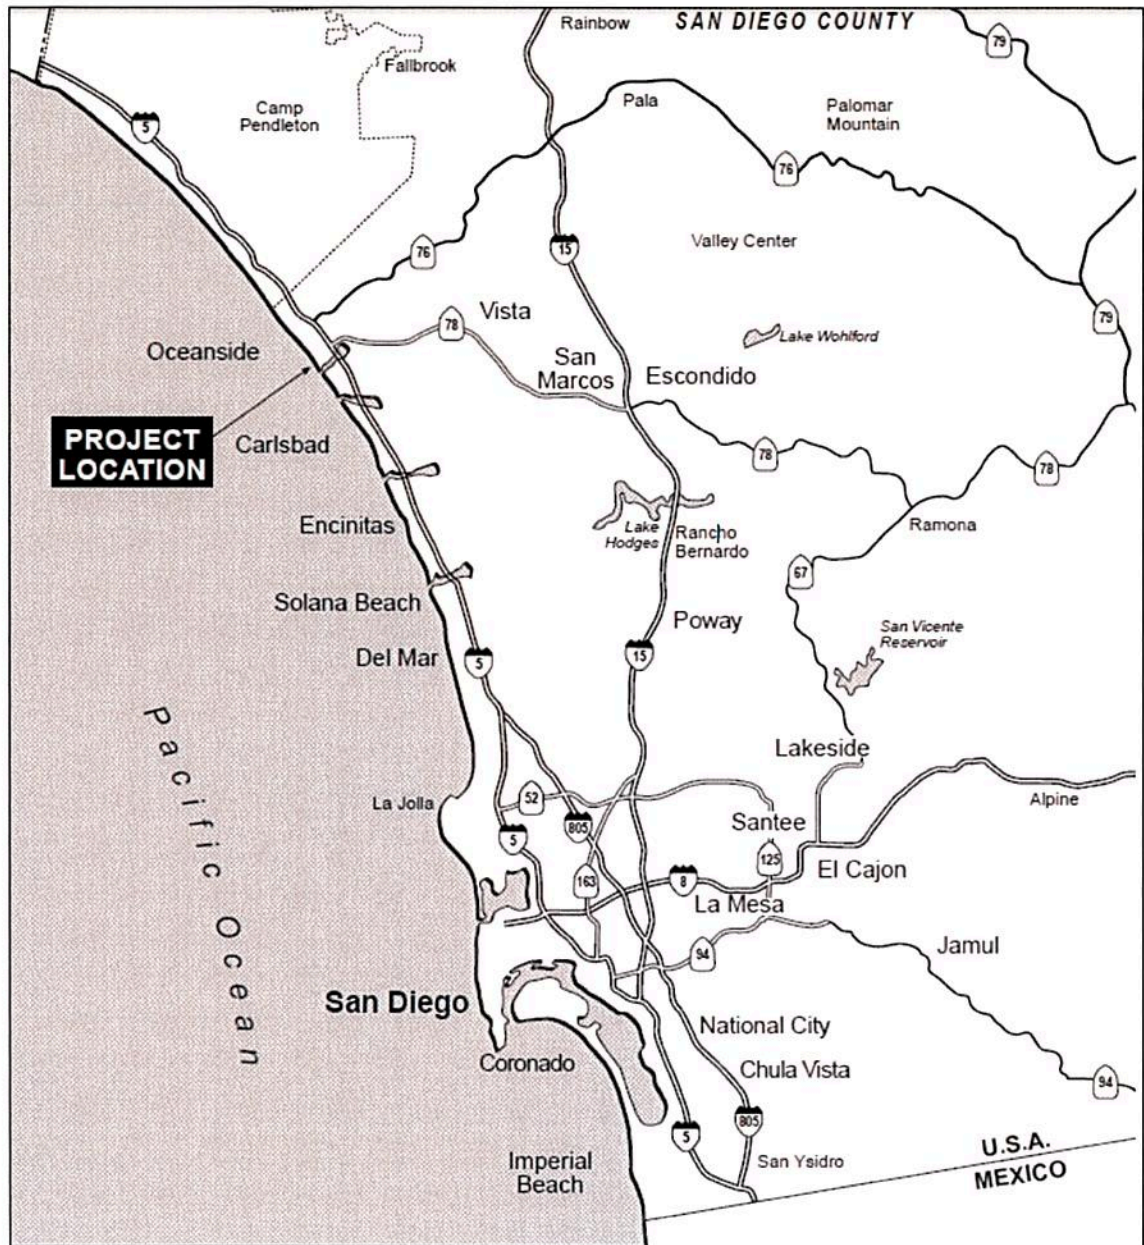 Rainbow
SAN DIEGO COUNTY
79
Fallbrook
Camp
Pendleton
5
Pala
Palomar
Mountain
76
76
15
Valley Center
Vista
78
79
Oceanside
San
Marcos
Lake Wohlford
Escondido
PROJECT
LOCATION
Carlsbad
78
78
Encinitas
Lake
Hodges
Rancho
Bernardo
Ramona
67
Solana Beach
Poway
San Vicente
Reservoir
Del Mar
5
15
Pacific Ocean
Lakeside
La Jolla
52
Alpine
805
Santee
5
125
163
8
El Cajon
La Mesa
94
Jamul
San Diego
National City
Coronado
Chula Vista
94
805
5
U.S.A.
MEXICO
San Ysidro
Imperial
Beach